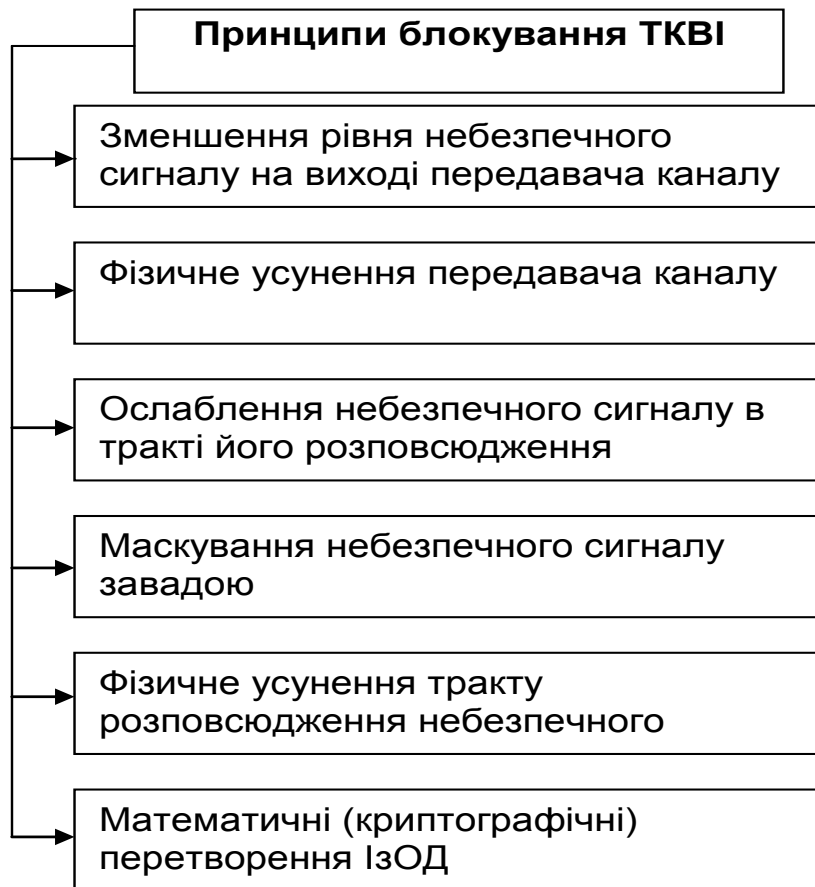 Принципи блокування ТКВІ
Зменшення рівня небезпечного
сигналу на виході передавача каналу
Фізичне усунення передавача каналу
Ослаблення небезпечного сигналу в
тракті його розповсюдження
Маскування небезпечного сигналу
завадою
Фізичне усунення тракту
розповсюдження небезпечного
Математичні (криптографічні)
перетворення ІзОД